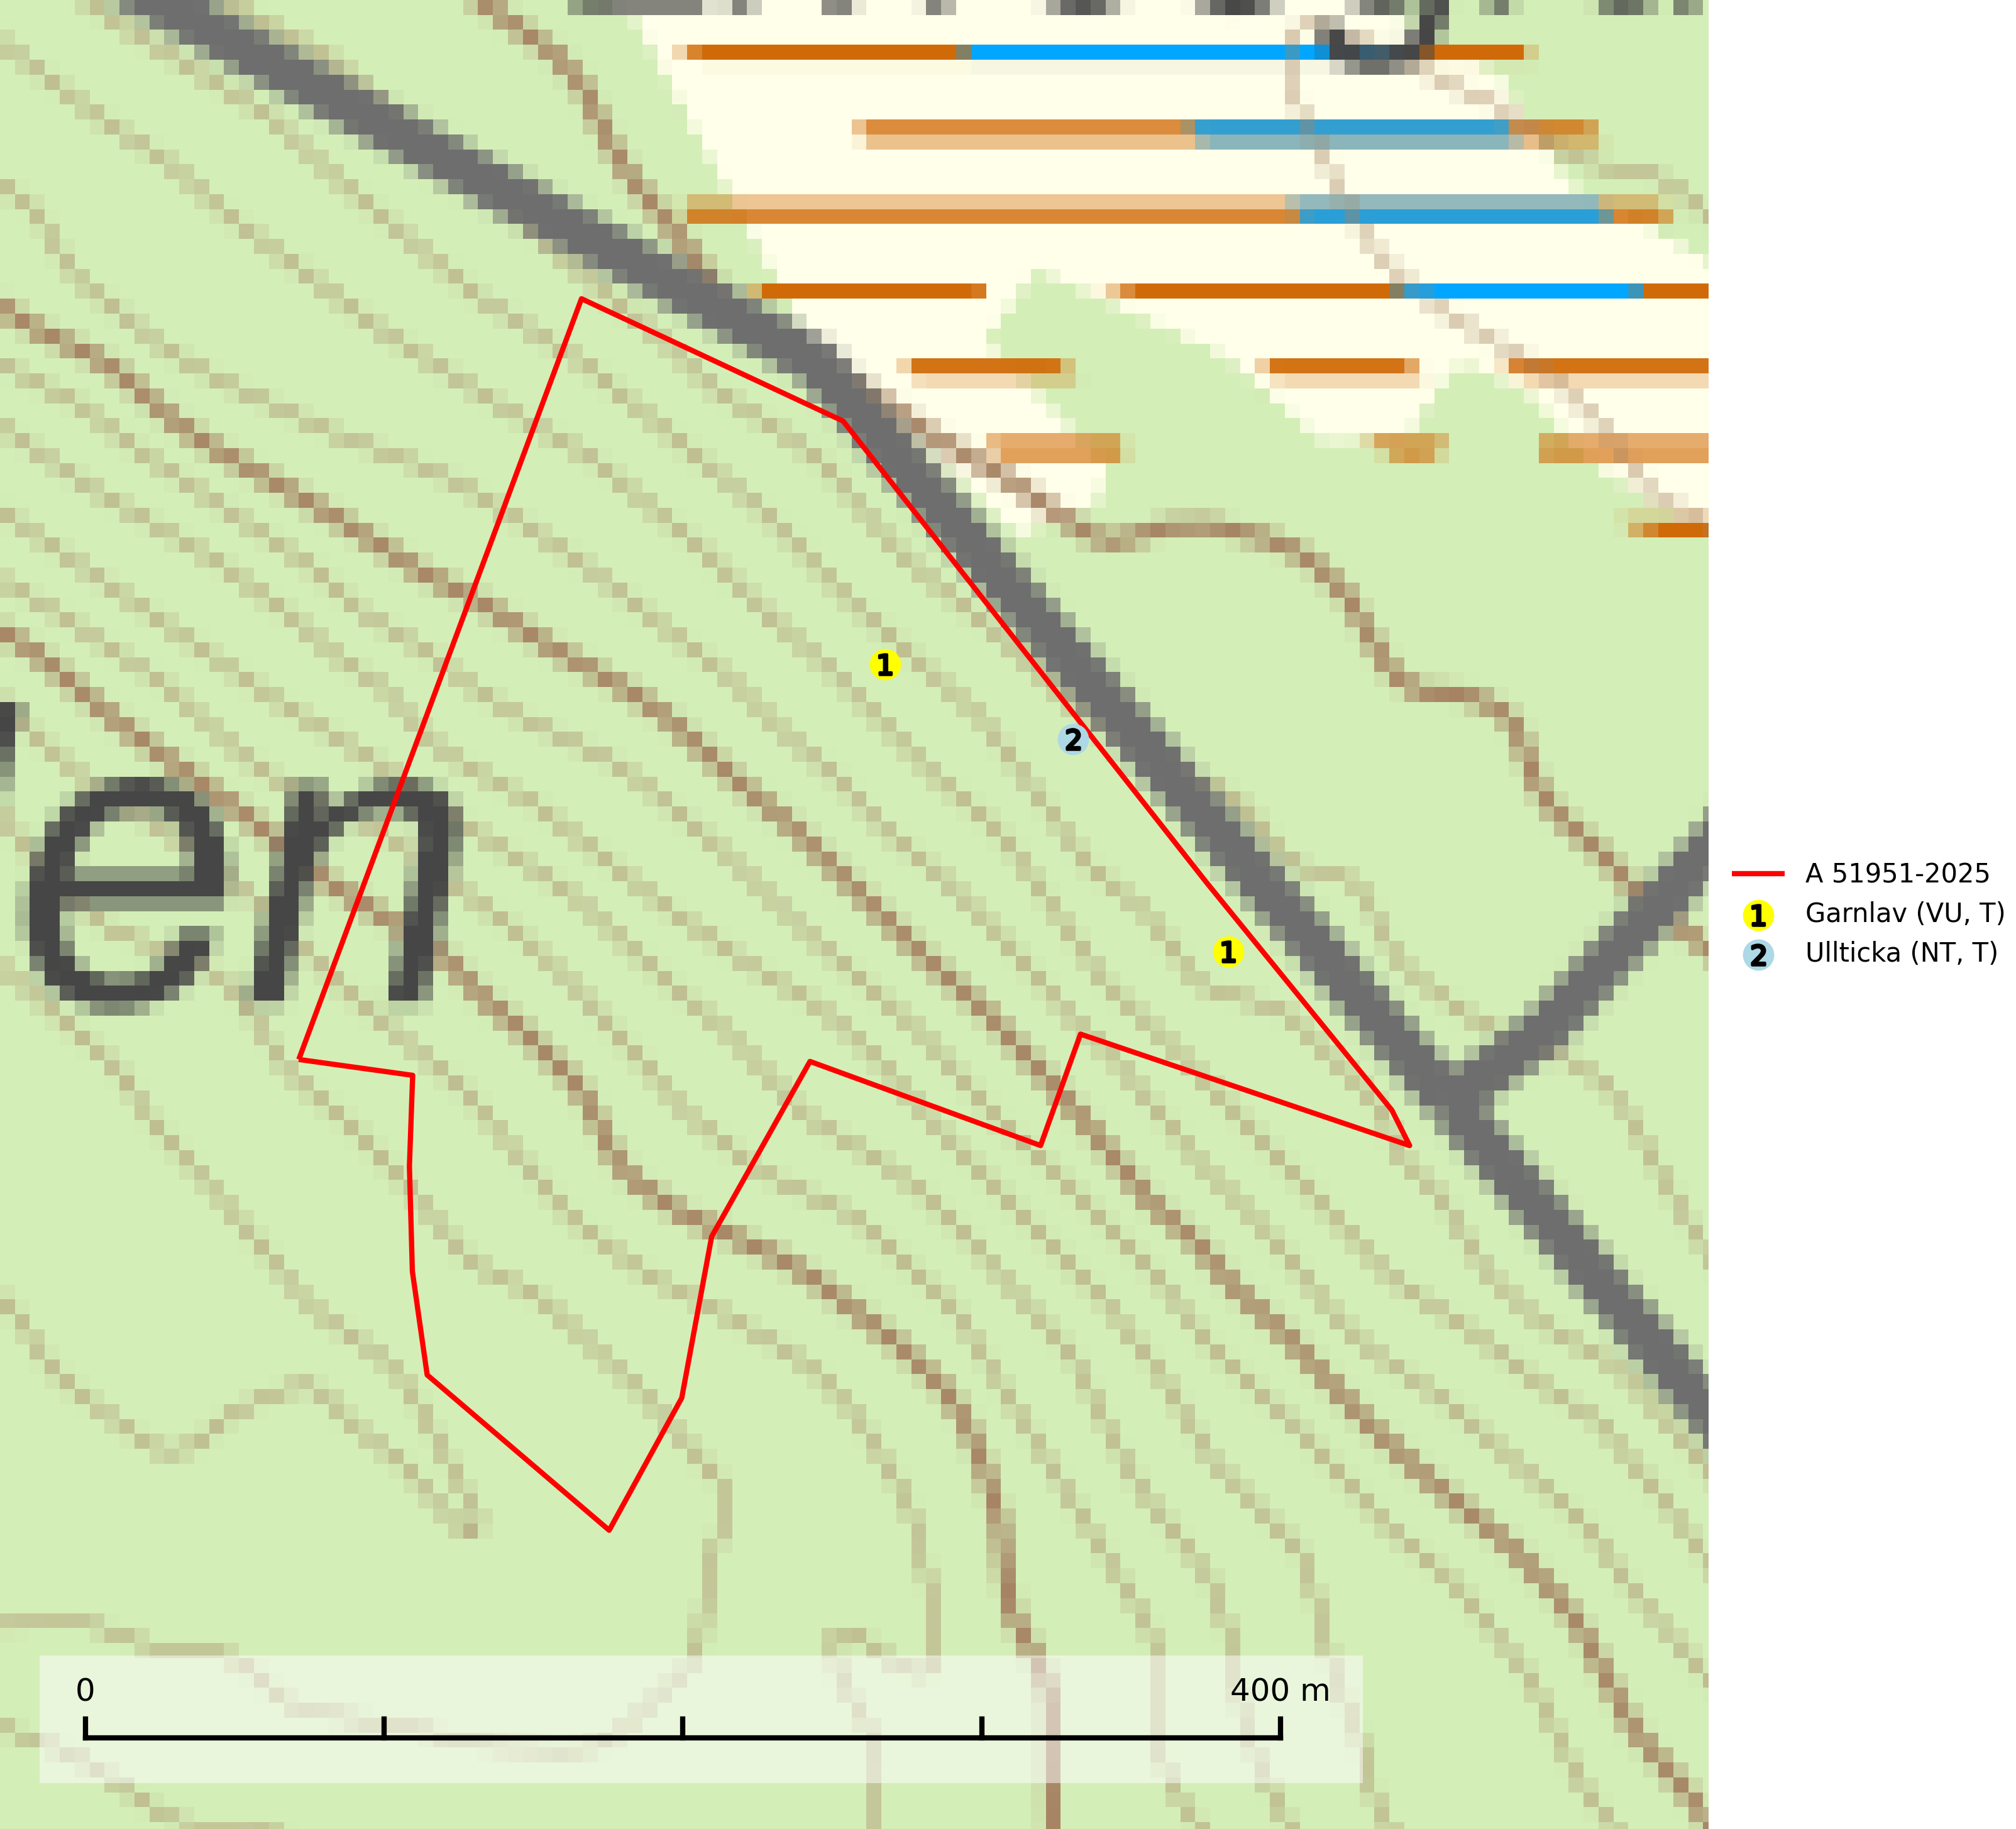 en
1
2
1
A 51951-2025
1 Garnlav (VU, T)
2 Ullticka (NT, T)
0 400 m